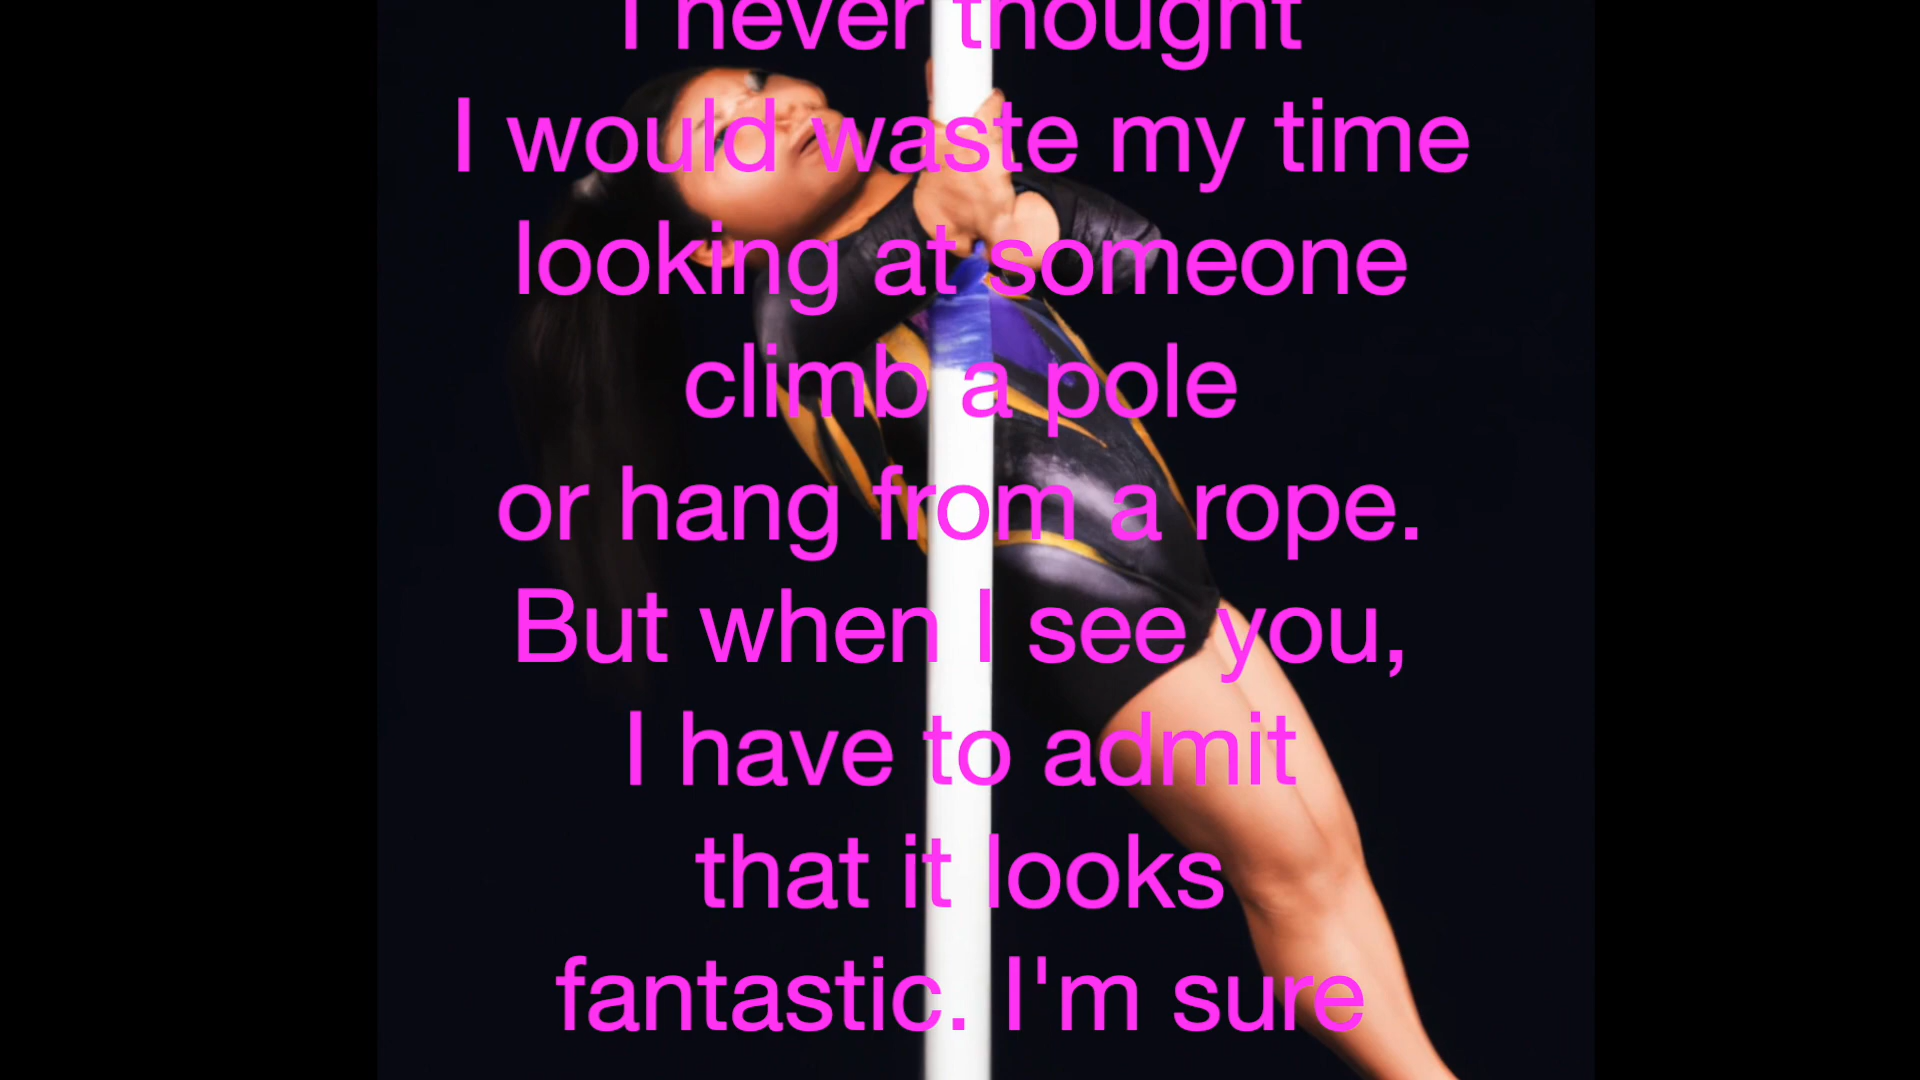 I never thought
I would waste my time
looking at someone
climb a pole
or hang from a rope.
But when I see you,
I have to admit
that it looks
fantastic. I'm sure